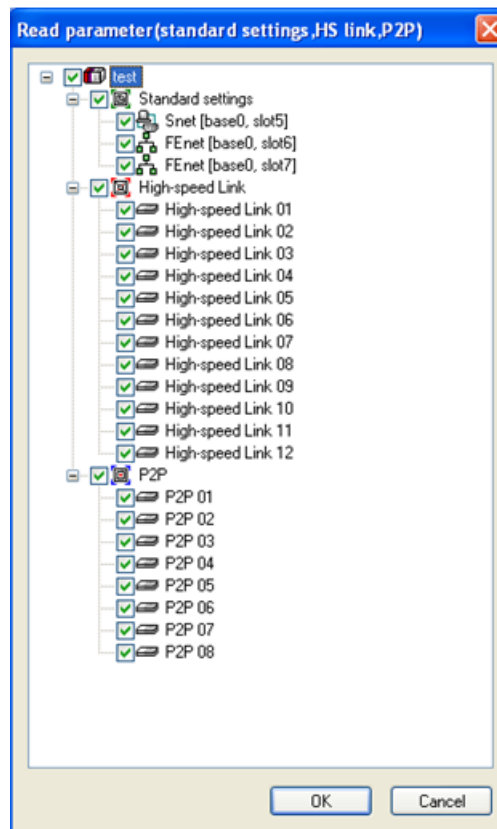 Read parameter(standard settings,HS link,P2P)
test
Standard settings
Snet [base0, slot5]
FEnet [base0, slot6]
FEnet [base0, slot7]
High-speed Link
High-speed Link 01
High-speed Link 02
High-speed Link 03
High-speed Link 04
High-speed Link 05
High-speed Link 06
High-speed Link 07
High-speed Link 08
High-speed Link 09
High-speed Link 10
High-speed Link 11
High-speed Link 12
P2P
P2P 01
P2P 02
P2P 03
P2P 04
P2P 05
P2P 06
P2P 07
P2P 08
OK Cancel